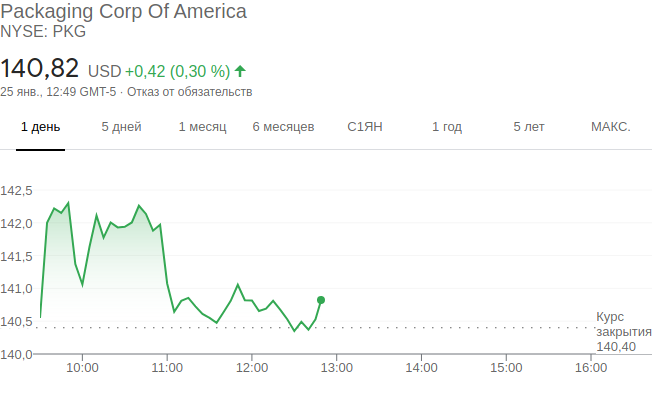 Packaging Corp Of America
NYSE: PKG
140,82 USD +0,42 (0,30 %)
25 янв., 12:49 GMT-5 · Отказ от обязательств
1 день 5 дней 1 месяц 6 месяцев С1ЯН 1 год 5 лет МАКС.
142,5
142,0
141,5
141,0
140,5
140,0
Курс
закрытия
140,40
10:00 11:00 12:00 13:00 14:00 15:00 16:00